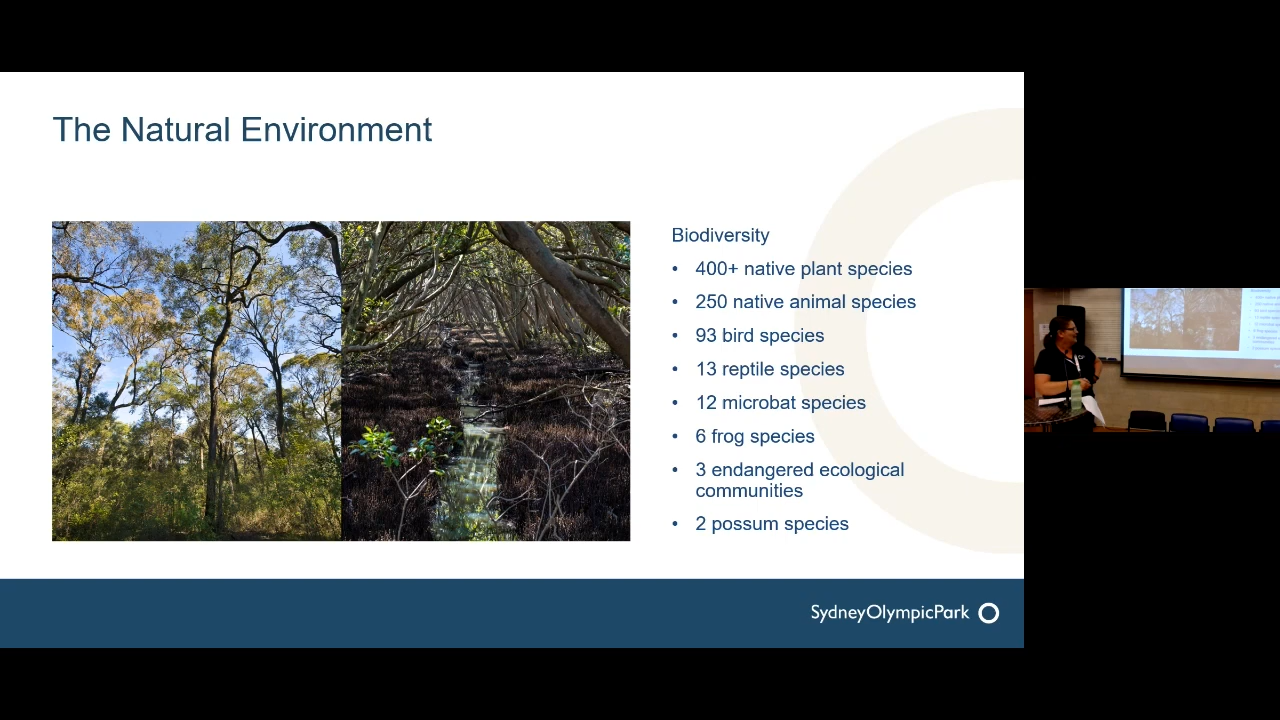 The Natural Environment
Biodiversity
• 400+ native plant species
• 250 native animal species
• 93 bird species
• 13 reptile species
• 12 microbat species
• 6 frog species
• 3 endangered ecological
communities
• 2 possum species
SydneyOlympicPark